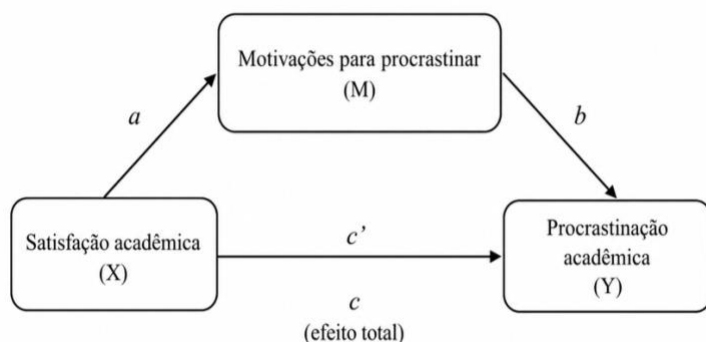 Motivações para procrastinar
(M)
a
b
Satisfação acadêmica
(X)
c’
Procrastinação
acadêmica
(Y)
c
(efeito total)